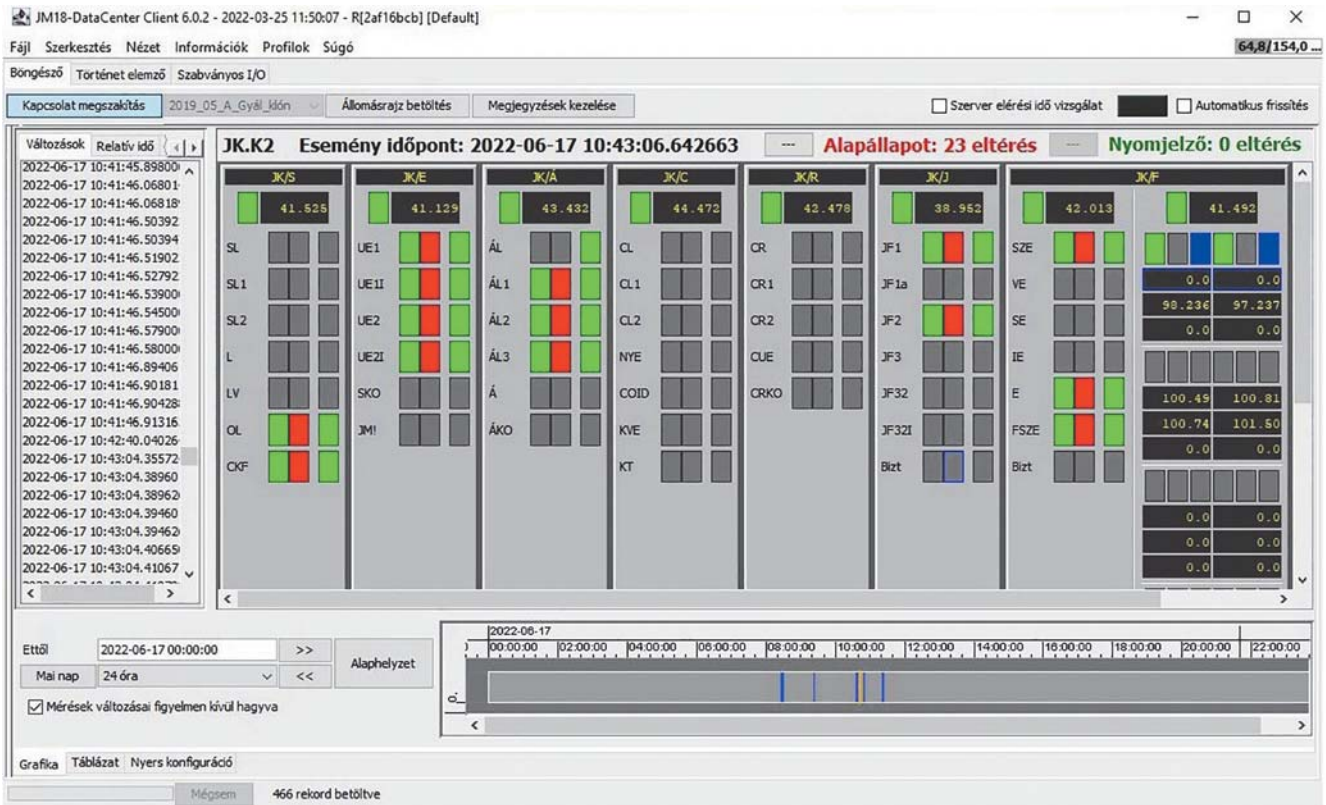 JM18-DataCenter Client 6.0.2 - 2022-03-25 11:50:07 - R[2af16bcb] [Default]
Fájl Szerkesztés Nézet Információk Profilok Súgó
64,8/154,0 ...
Böngésző Történet elemző Szabványos I/O
Kapcsolat megszakítás 2019_05_A_Gyál_klón Állomásrajz betöltés Megjegyzések kezelése Szerver elérési idő vizsgálat Automatikus frissítés
Változások Relatív idő
JK.K2 Esemény időpont: 2022-06-17 10:43:06.642663 --- Alapállapot: 23 eltérés --- Nyomjelző: 0 eltérés
2022-06-17 10:41:45.89800
2022-06-17 10:41:46.06801
2022-06-17 10:41:46.06818
2022-06-17 10:41:46.50392
2022-06-17 10:41:46.50394
2022-06-17 10:41:46.51902
2022-06-17 10:41:46.52792
2022-06-17 10:41:46.53900
2022-06-17 10:41:46.54500
2022-06-17 10:41:46.57900
2022-06-17 10:41:46.58000
2022-06-17 10:41:46.89406
2022-06-17 10:41:46.90181
2022-06-17 10:41:46.90428
2022-06-17 10:41:46.91316
2022-06-17 10:42:40.04026
2022-06-17 10:43:04.35572
2022-06-17 10:43:04.38960
2022-06-17 10:43:04.38962
2022-06-17 10:43:04.39460
2022-06-17 10:43:04.39462
2022-06-17 10:43:04.40665
2022-06-17 10:43:04.41067
JK/S JK/E JK/Á JK/C JK/R JK/J JK/F
41.525 41.129 43.432 44.472 42.478 38.952 42.013 41.492
SL UE1 ÁL CL CR JF1 SZE
SL1 UE1I ÁL1 CL1 CR1 JF1a VE 0.0 0.0
98.236 97.237
SL2 UE2 ÁL2 CL2 CR2 JF2 SE 0.0 0.0
L UE2I ÁL3 NYE CUE JF3 IE
LV SKO Á COID CRKO JF32 E 100.49 100.81
OL JM! ÁKO KVE JF32I FSZE 100.74 101.50
0.0 0.0
CKF KT Bizt Bizt
0.0 0.0
0.0 0.0
0.0 0.0
Ettől 2022-06-17 00:00:00 >> Alaphelyzet
Mai nap 24 óra <<
Mérések változásai figyelmen kívül hagyva
2022-06-17
00:00:00 02:00:00 04:00:00 06:00:00 08:00:00 10:00:00 12:00:00 14:00:00 16:00:00 18:00:00 20:00:00 22:00:00
0.
Grafika Táblázat Nyers konfiguráció
Mégsem 466 rekord betöltve